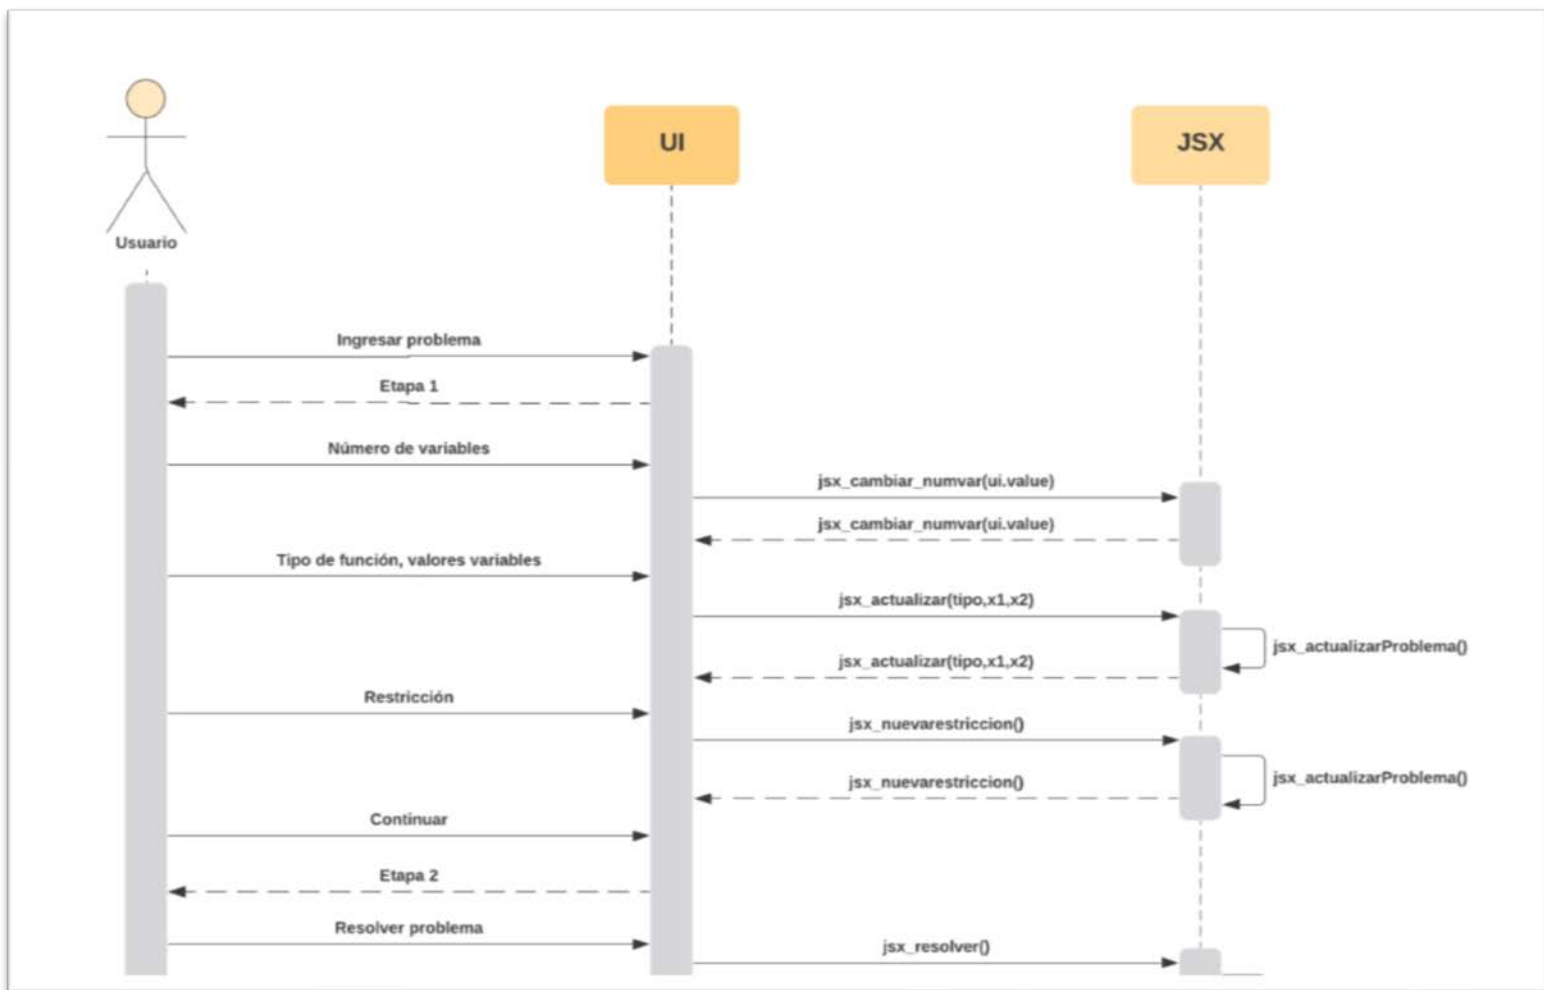 UI
JSX
Usuario
Ingresar problema
Etapa 1
Número de variables
jsx_cambiar_numvar(ui.value)
jsx_cambiar_numvar(ui.value)
Tipo de función, valores variables
jsx_actualizar(tipo,x1,x2)
jsx_actualizarProblema()
jsx_actualizar(tipo,x1,x2)
Restricción
jsx_nuevarestriccion()
jsx_actualizarProblema()
jsx_nuevarestriccion()
Continuar
Etapa 2
Resolver problema
jsx_resolver()